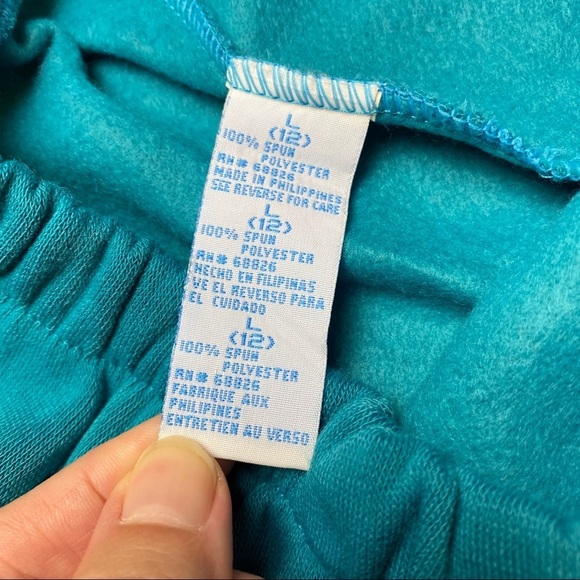 L
(12)
100% SPUN
POLYESTER
RN# 68826
MADE IN PHILIPPINES
SEE REVERSE FOR CARE
L
(12)
100% SPUN
POLYESTER
RN# 68826
HECHO EN FILIPINAS
VE EL REVERSO PARA
EL CUIDADO
L
(12)
100% SPUN
POLYESTER
RN# 68826
FABRIQUE AUX
PHILIPINES
ENTRETIEN AU VERSO